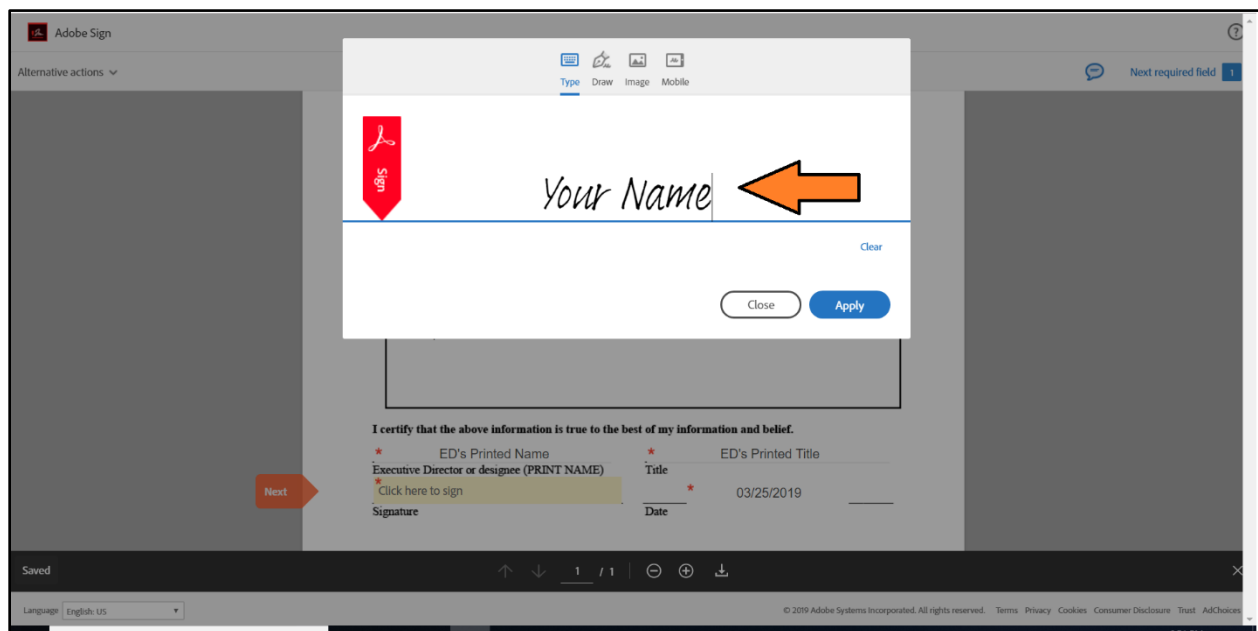 Adobe Sign
Alternative actions
Next required field 1
Type Draw Image Mobile
Sign
Your Name
Clear
Close Apply
I certify that the above information is true to the best of my information and belief.
* ED's Printed Name * ED's Printed Title
Executive Director or designee (PRINT NAME) Title
Next
* Click here to sign * 03/25/2019
Signature Date
Saved
1 / 1
Language English: US © 2019 Adobe Systems Incorporated. All rights reserved. Terms Privacy Cookies Consumer Disclosure Trust AdChoices